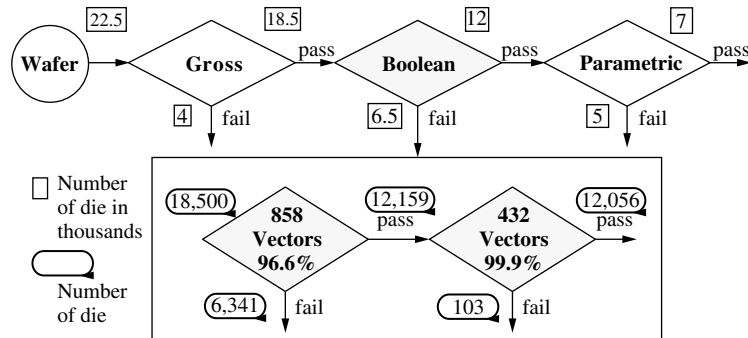 22.5
18.5
12
7
Wafer
Gross
pass
Boolean
pass
Parametric
pass
4
fail
6.5
fail
5
fail
Number
of die in
thousands
Number
of die
18,500
858
Vectors
96.6%
12,159
pass
432
Vectors
99.9%
12,056
pass
6,341
fail
103
fail